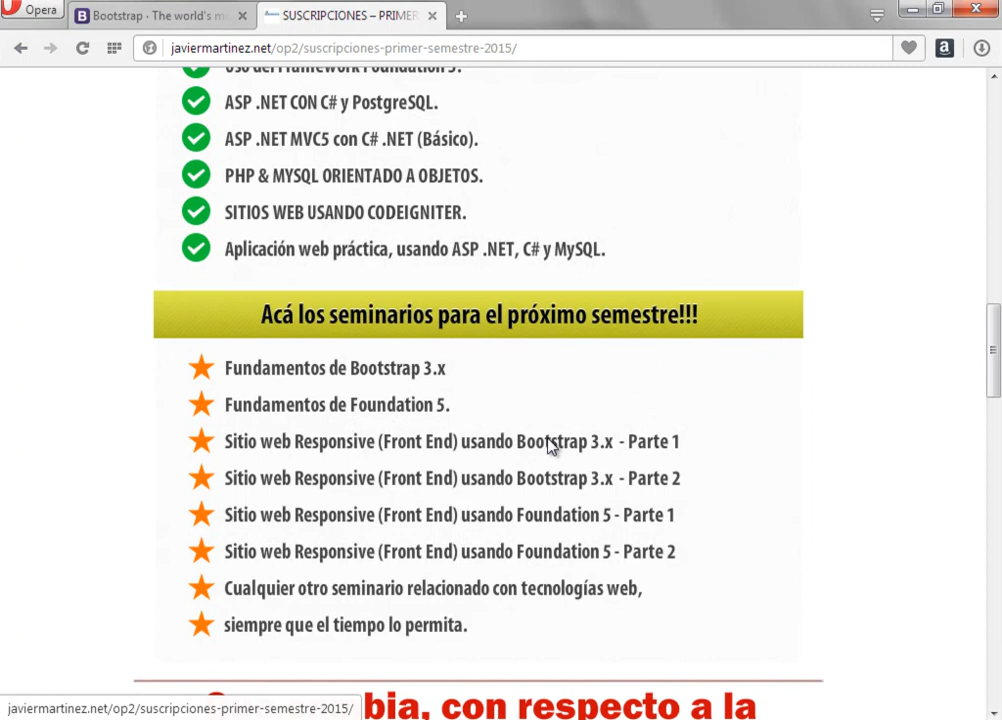 Opera
Bootstrap · The world's m
SUSCRIPCIONES – PRIMER
javiermartinez.net/op2/suscripciones-primer-semestre-2015/
Uso del Framework Foundation 5.
ASP .NET CON C# y PostgreSQL.
ASP .NET MVC5 con C# .NET (Básico).
PHP & MYSQL ORIENTADO A OBJETOS.
SITIOS WEB USANDO CODEIGNITER.
Aplicación web práctica, usando ASP .NET, C# y MySQL.
Acá los seminarios para el próximo semestre!!!
Fundamentos de Bootstrap 3.x
Fundamentos de Foundation 5.
Sitio web Responsive (Front End) usando Bootstrap 3.x - Parte 1
Sitio web Responsive (Front End) usando Bootstrap 3.x - Parte 2
Sitio web Responsive (Front End) usando Foundation 5 - Parte 1
Sitio web Responsive (Front End) usando Foundation 5 - Parte 2
Cualquier otro seminario relacionado con tecnologías web,
siempre que el tiempo lo permita.
bia, con respecto a la
javiermartinez.net/op2/suscripciones-primer-semestre-2015/